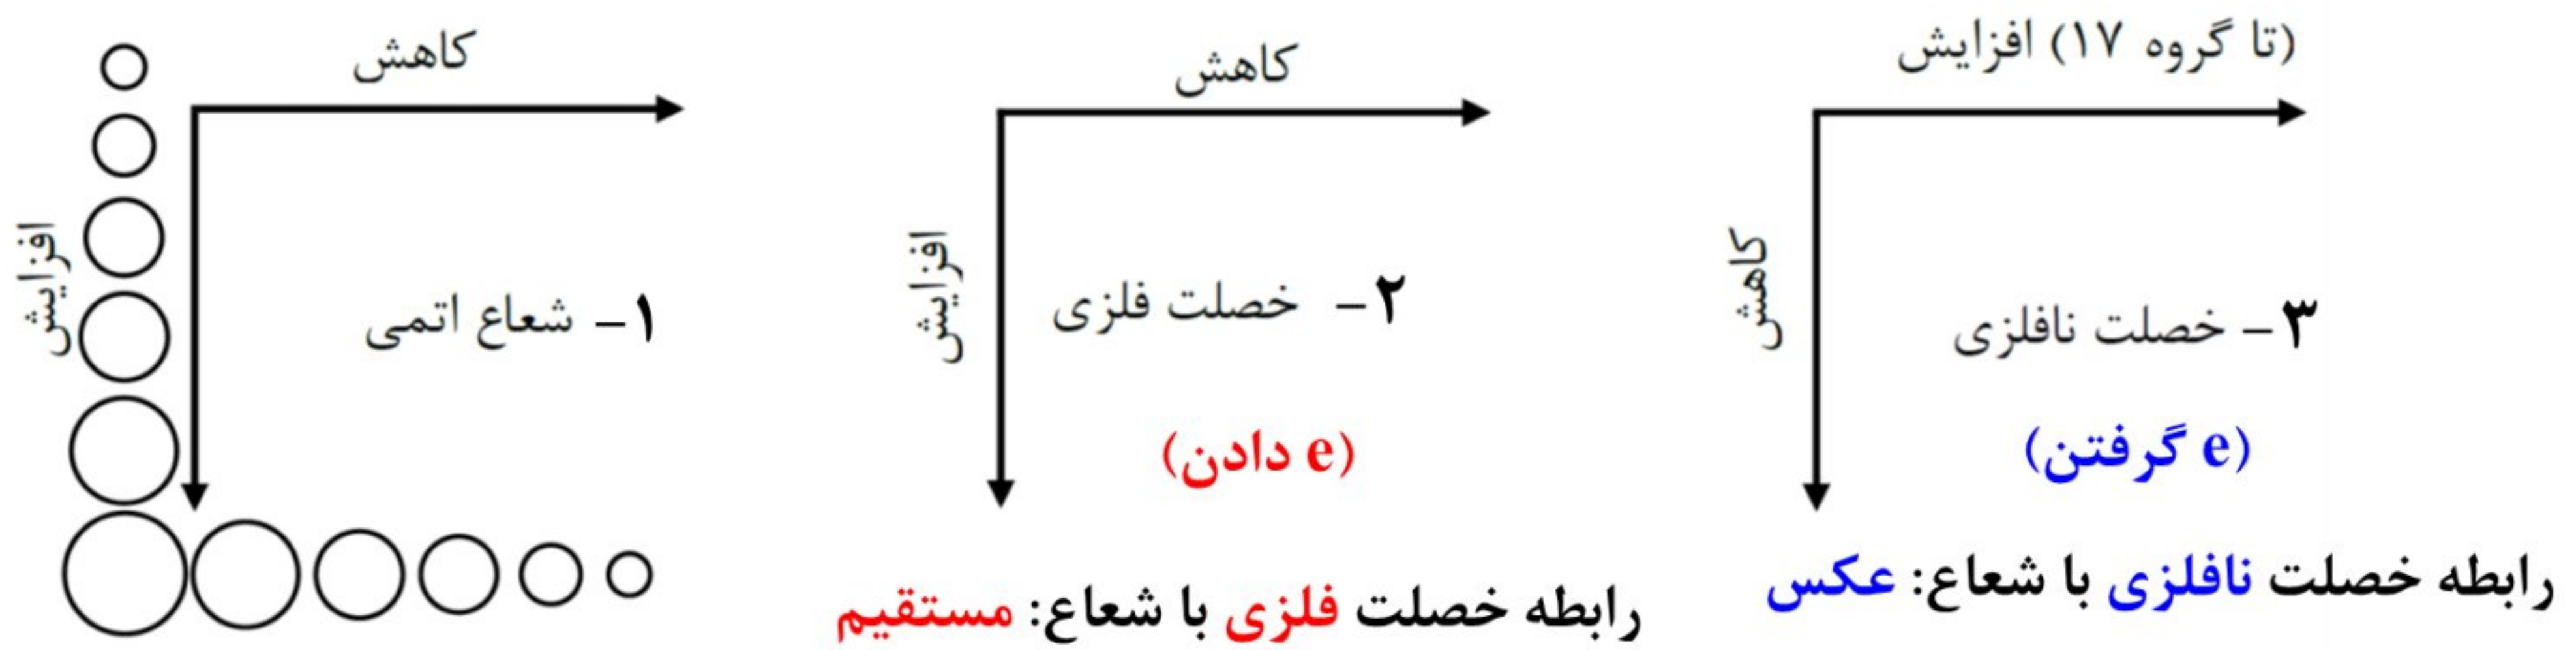 کاهش
افزایش
۱- شعاع اتمی
کاهش
افزایش
۲- خصلت فلزی
(e دادن)
رابطه خصلت فلزی با شعاع: مستقیم
(تا گروه ۱۷) افزایش
کاهش
۳- خصلت نافلزی
(e گرفتن)
رابطه خصلت نافلزی با شعاع: عکس